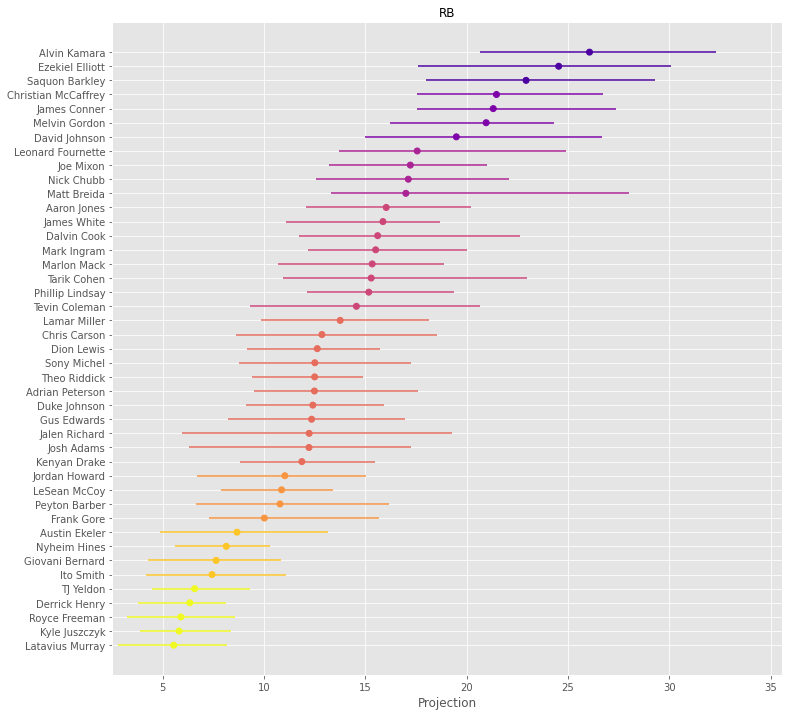 RB
Alvin Kamara
Ezekiel Elliott
Saquon Barkley
Christian McCaffrey
James Conner
Melvin Gordon
David Johnson
Leonard Fournette
Joe Mixon
Nick Chubb
Matt Breida
Aaron Jones
James White
Dalvin Cook
Mark Ingram
Marlon Mack
Tarik Cohen
Phillip Lindsay
Tevin Coleman
Lamar Miller
Chris Carson
Dion Lewis
Sony Michel
Theo Riddick
Adrian Peterson
Duke Johnson
Gus Edwards
Jalen Richard
Josh Adams
Kenyan Drake
Jordan Howard
LeSean McCoy
Peyton Barber
Frank Gore
Austin Ekeler
Nyheim Hines
Giovani Bernard
Ito Smith
TJ Yeldon
Derrick Henry
Royce Freeman
Kyle Juszczyk
Latavius Murray
5 10 15 20 25 30 35
Projection